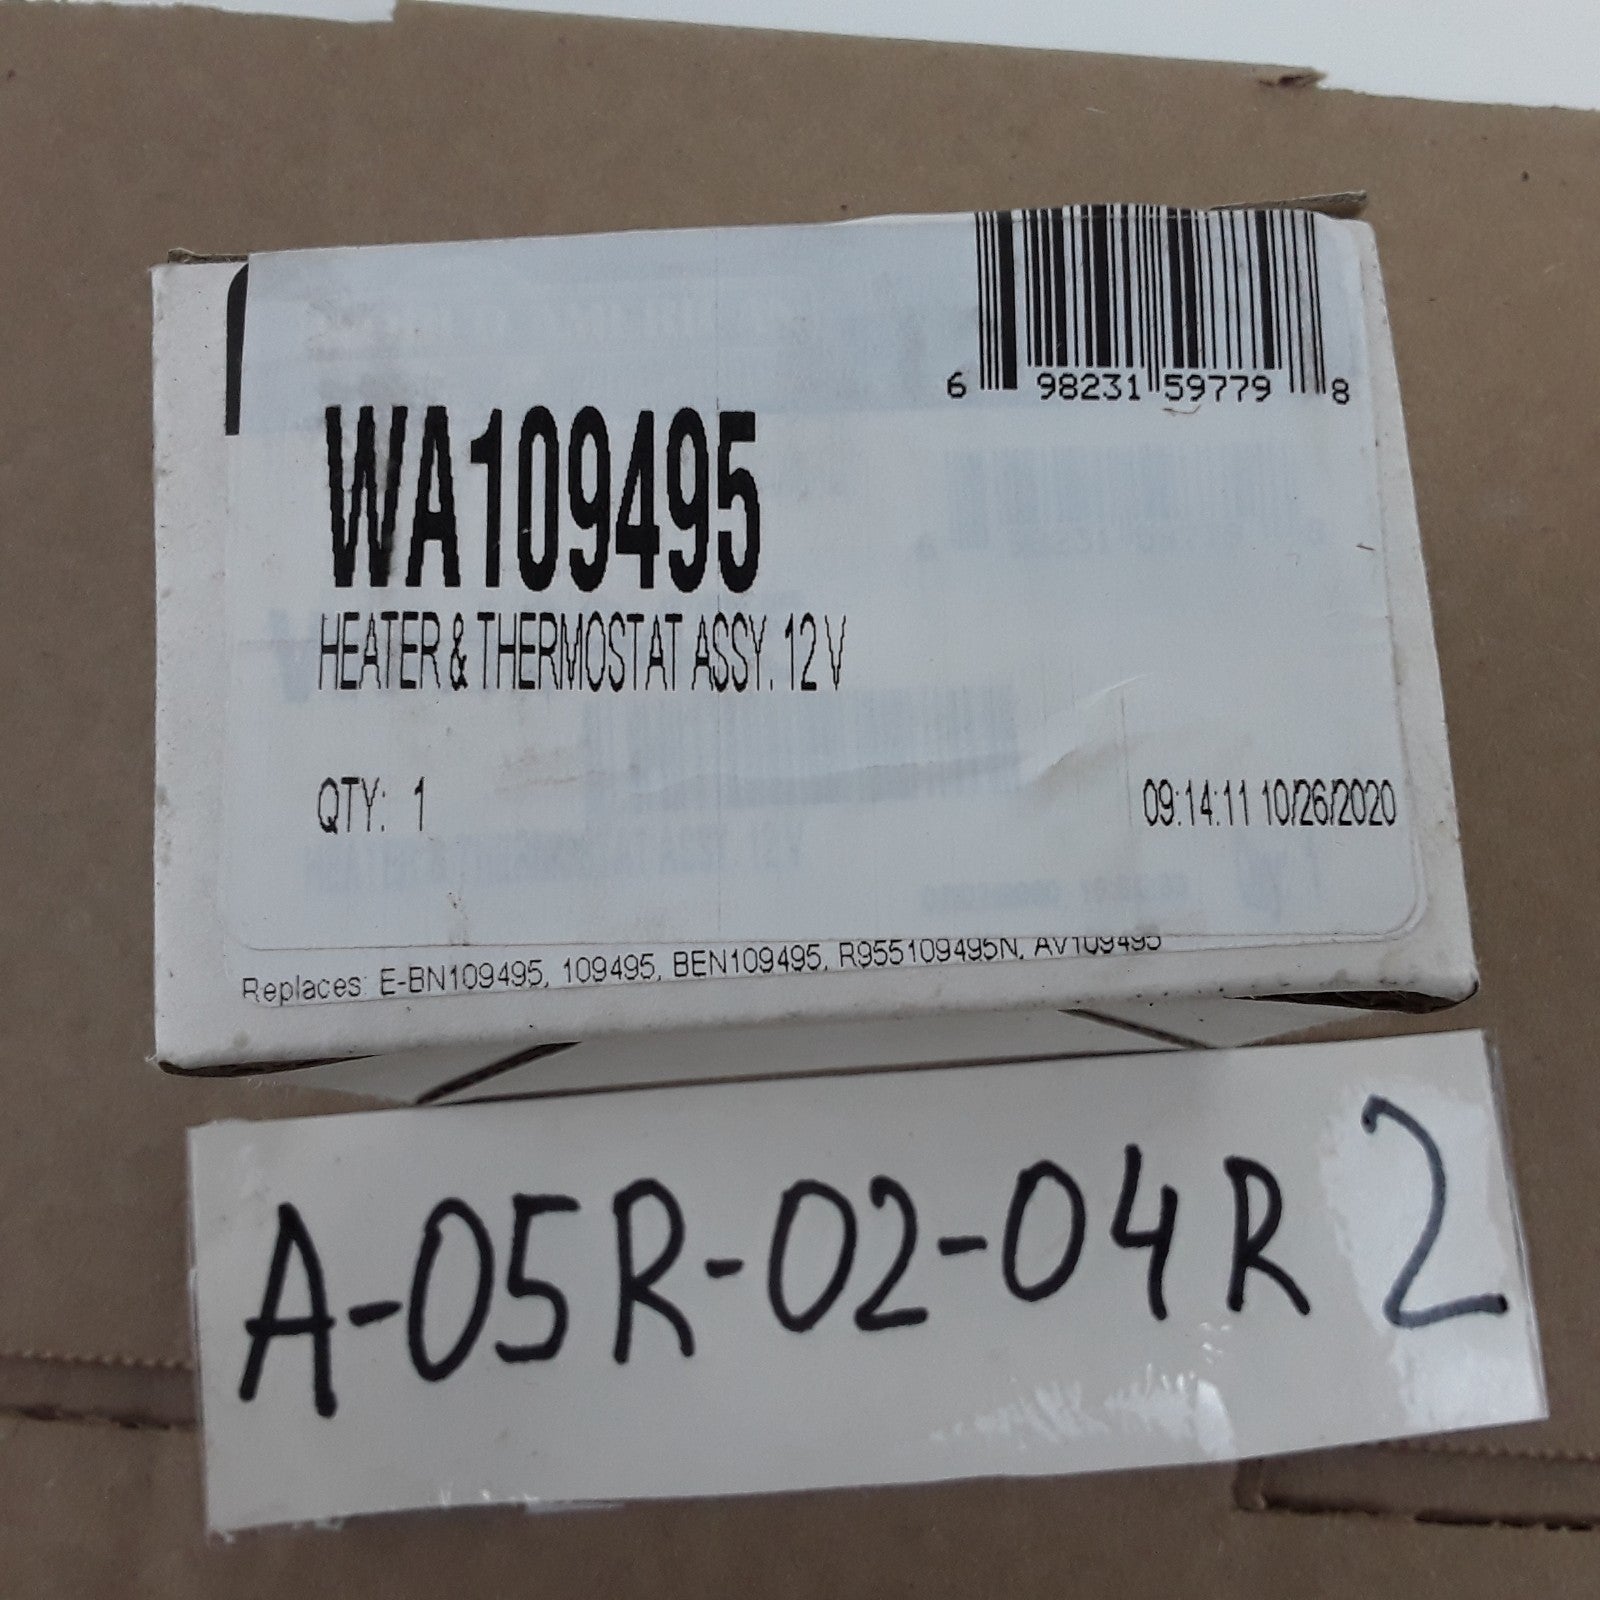 6 98231 59779 8
WA109495
HEATER & THERMOSTAT ASSY. 12 V
QTY: 1
09:14:11 10/26/2020
Replaces: E-BN109495, 109495, BEN109495, R955109495N, AV109495
A-05R-02-04R 2